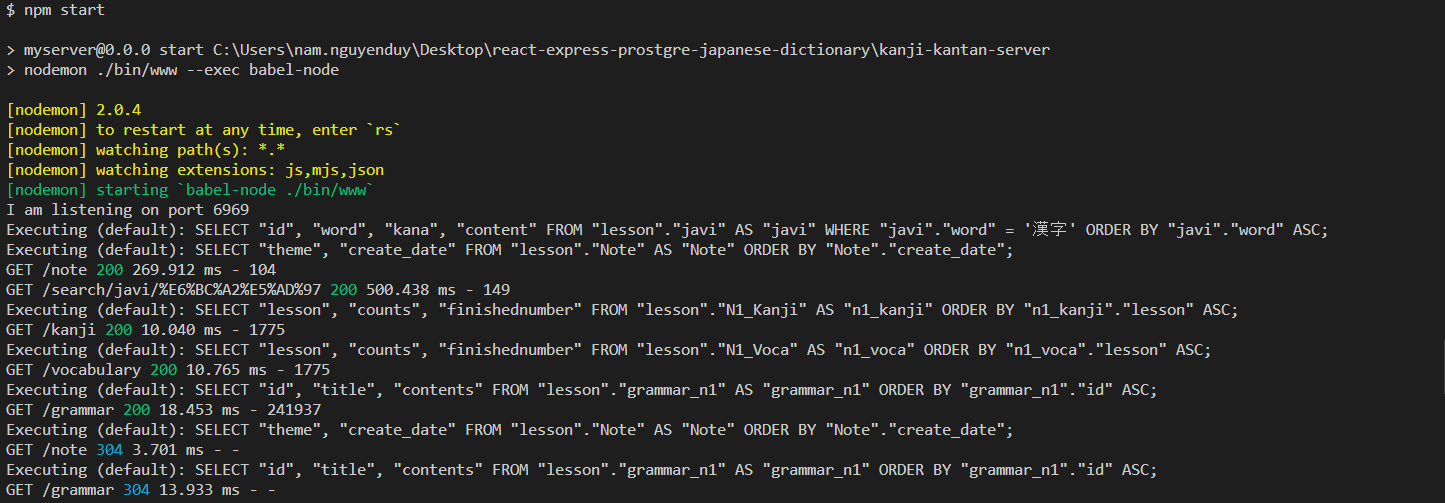 $ npm start
> myserver@0.0.0 start C:\Users\nam.nguyenduy\Desktop\react-express-prostgre-japanese-dictionary\kanji-kantan-server
> nodemon ./bin/www --exec babel-node
[nodemon] 2.0.4
[nodemon] to restart at any time, enter `rs`
[nodemon] watching path(s): *.*
[nodemon] watching extensions: js,mjs,json
[nodemon] starting `babel-node ./bin/www`
I am listening on port 6969
Executing (default): SELECT "id", "word", "kana", "content" FROM "lesson"."javi" AS "javi" WHERE "javi"."word" = '漢字' ORDER BY "javi"."word" ASC;
Executing (default): SELECT "theme", "create_date" FROM "lesson"."Note" AS "Note" ORDER BY "Note"."create_date";
GET /note 200 269.912 ms - 104
GET /search/javi/%E6%BC%A2%E5%AD%97 200 500.438 ms - 149
Executing (default): SELECT "lesson", "counts", "finishednumber" FROM "lesson"."N1_Kanji" AS "n1_kanji" ORDER BY "n1_kanji"."lesson" ASC;
GET /kanji 200 10.040 ms - 1775
Executing (default): SELECT "lesson", "counts", "finishednumber" FROM "lesson"."N1_Voca" AS "n1_voca" ORDER BY "n1_voca"."lesson" ASC;
GET /vocabulary 200 10.765 ms - 1775
Executing (default): SELECT "id", "title", "contents" FROM "lesson"."grammar_n1" AS "grammar_n1" ORDER BY "grammar_n1"."id" ASC;
GET /grammar 200 18.453 ms - 241937
Executing (default): SELECT "theme", "create_date" FROM "lesson"."Note" AS "Note" ORDER BY "Note"."create_date";
GET /note 304 3.701 ms - -
Executing (default): SELECT "id", "title", "contents" FROM "lesson"."grammar_n1" AS "grammar_n1" ORDER BY "grammar_n1"."id" ASC;
GET /grammar 304 13.933 ms - -